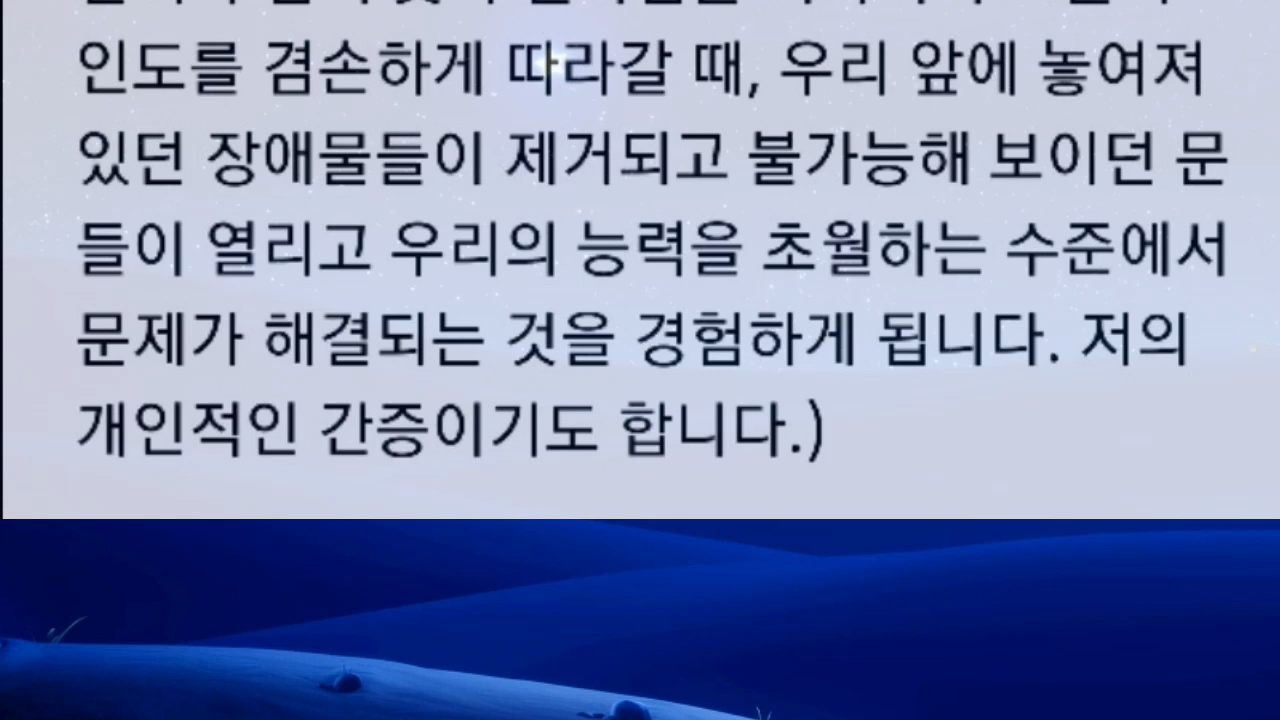 인도를 겸손하게 따라갈 때, 우리 앞에 놓여져
있던 장애물들이 제거되고 불가능해 보이던 문
들이 열리고 우리의 능력을 초월하는 수준에서
문제가 해결되는 것을 경험하게 됩니다. 저의
개인적인 간증이기도 합니다.)